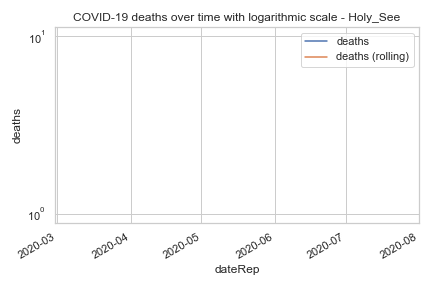 COVID-19 deaths over time with logarithmic scale - Holy_See
deaths
deaths (rolling)
10¹
10⁰
deaths
2020-03
2020-04
2020-05
2020-06
2020-07
2020-08
dateRep